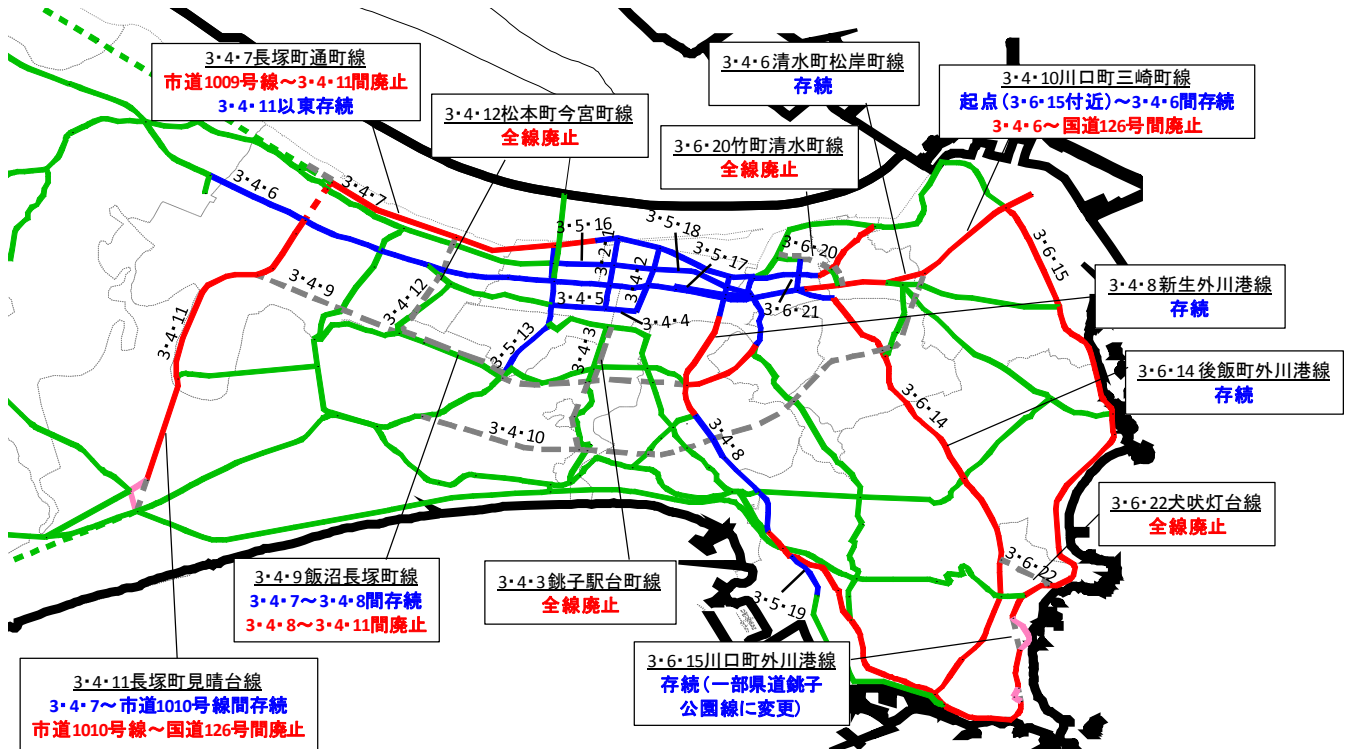 3・4・7長塚町通町線
市道1009号線～3・4・11間廃止
3・4・11以東存続
3・4・12松本町今宮町線
全線廃止
3・4・6清水町松岸町線
存続
3・6・20竹町清水町線
全線廃止
3・4・10川口町三崎町線
起点（3・6・15付近）～3・4・6間存続
3・4・6～国道126号間廃止
3・4・6
3・4・7
3・5・16
3・2・1
3・5・18
3・4・2
3・5・17
3・6・20
3・6・15
3・4・9
3・4・12
3・4・5
3・4・4
3・6・21
3・4・8新生外川港線
存続
3・4・11
3・5・13
3・4・3
3・6・14後飯町外川港線
存続
3・4・10
3・4・8
3・6・14
3・6・22犬吠灯台線
全線廃止
3・6・22
3・5・19
3・4・9飯沼長塚町線
3・4・7～3・4・8間存続
3・4・8～3・4・11間廃止
3・4・3銚子駅台町線
全線廃止
3・6・15川口町外川港線
存続（一部県道銚子
公園線に変更）
3・4・11長塚町見晴台線
3・4・7～市道1010号線間存続
市道1010号線～国道126号間廃止